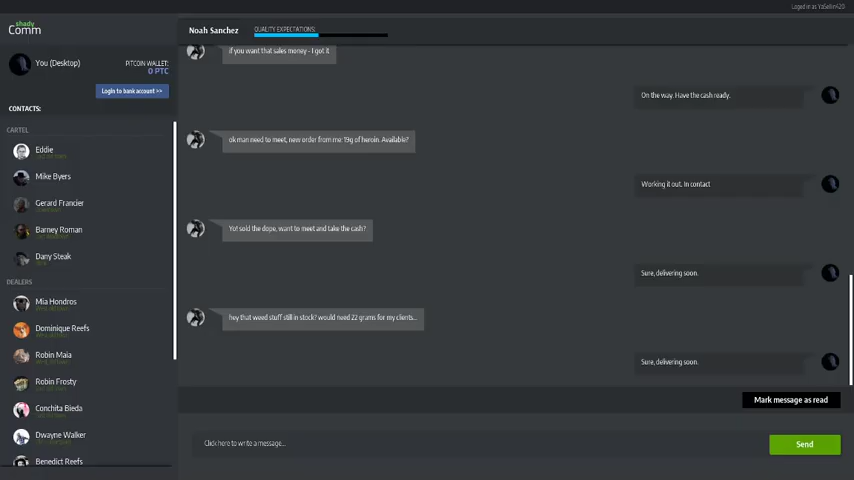 Logged in as YaSellin420
shady
Comm
Noah Sanchez
QUALITY EXPECTATIONS:
You (Desktop)
PITCOIN WALLET:
0 PTC
Login to bank account >>
CONTACTS:
CARTEL
Eddie
Mike Byers
Gerard Francier
Barney Roman
Dany Steak
DEALERS
Mia Hondros
Dominique Reefs
Robin Maia
Robin Frosty
Conchita Bieda
Dwayne Walker
Benedict Reefs
if you want that sales money - I got it
On the way. Have the cash ready.
ok man need to meet, new order from me: 19g of heroin. Available?
Working it out. In contact
Yo! sold the dope, want to meet and take the cash?
Sure, delivering soon.
hey that weed stuff still in stock? would need 22 grams for my clients...
Sure, delivering soon.
Mark message as read
Click here to write a message...
Send